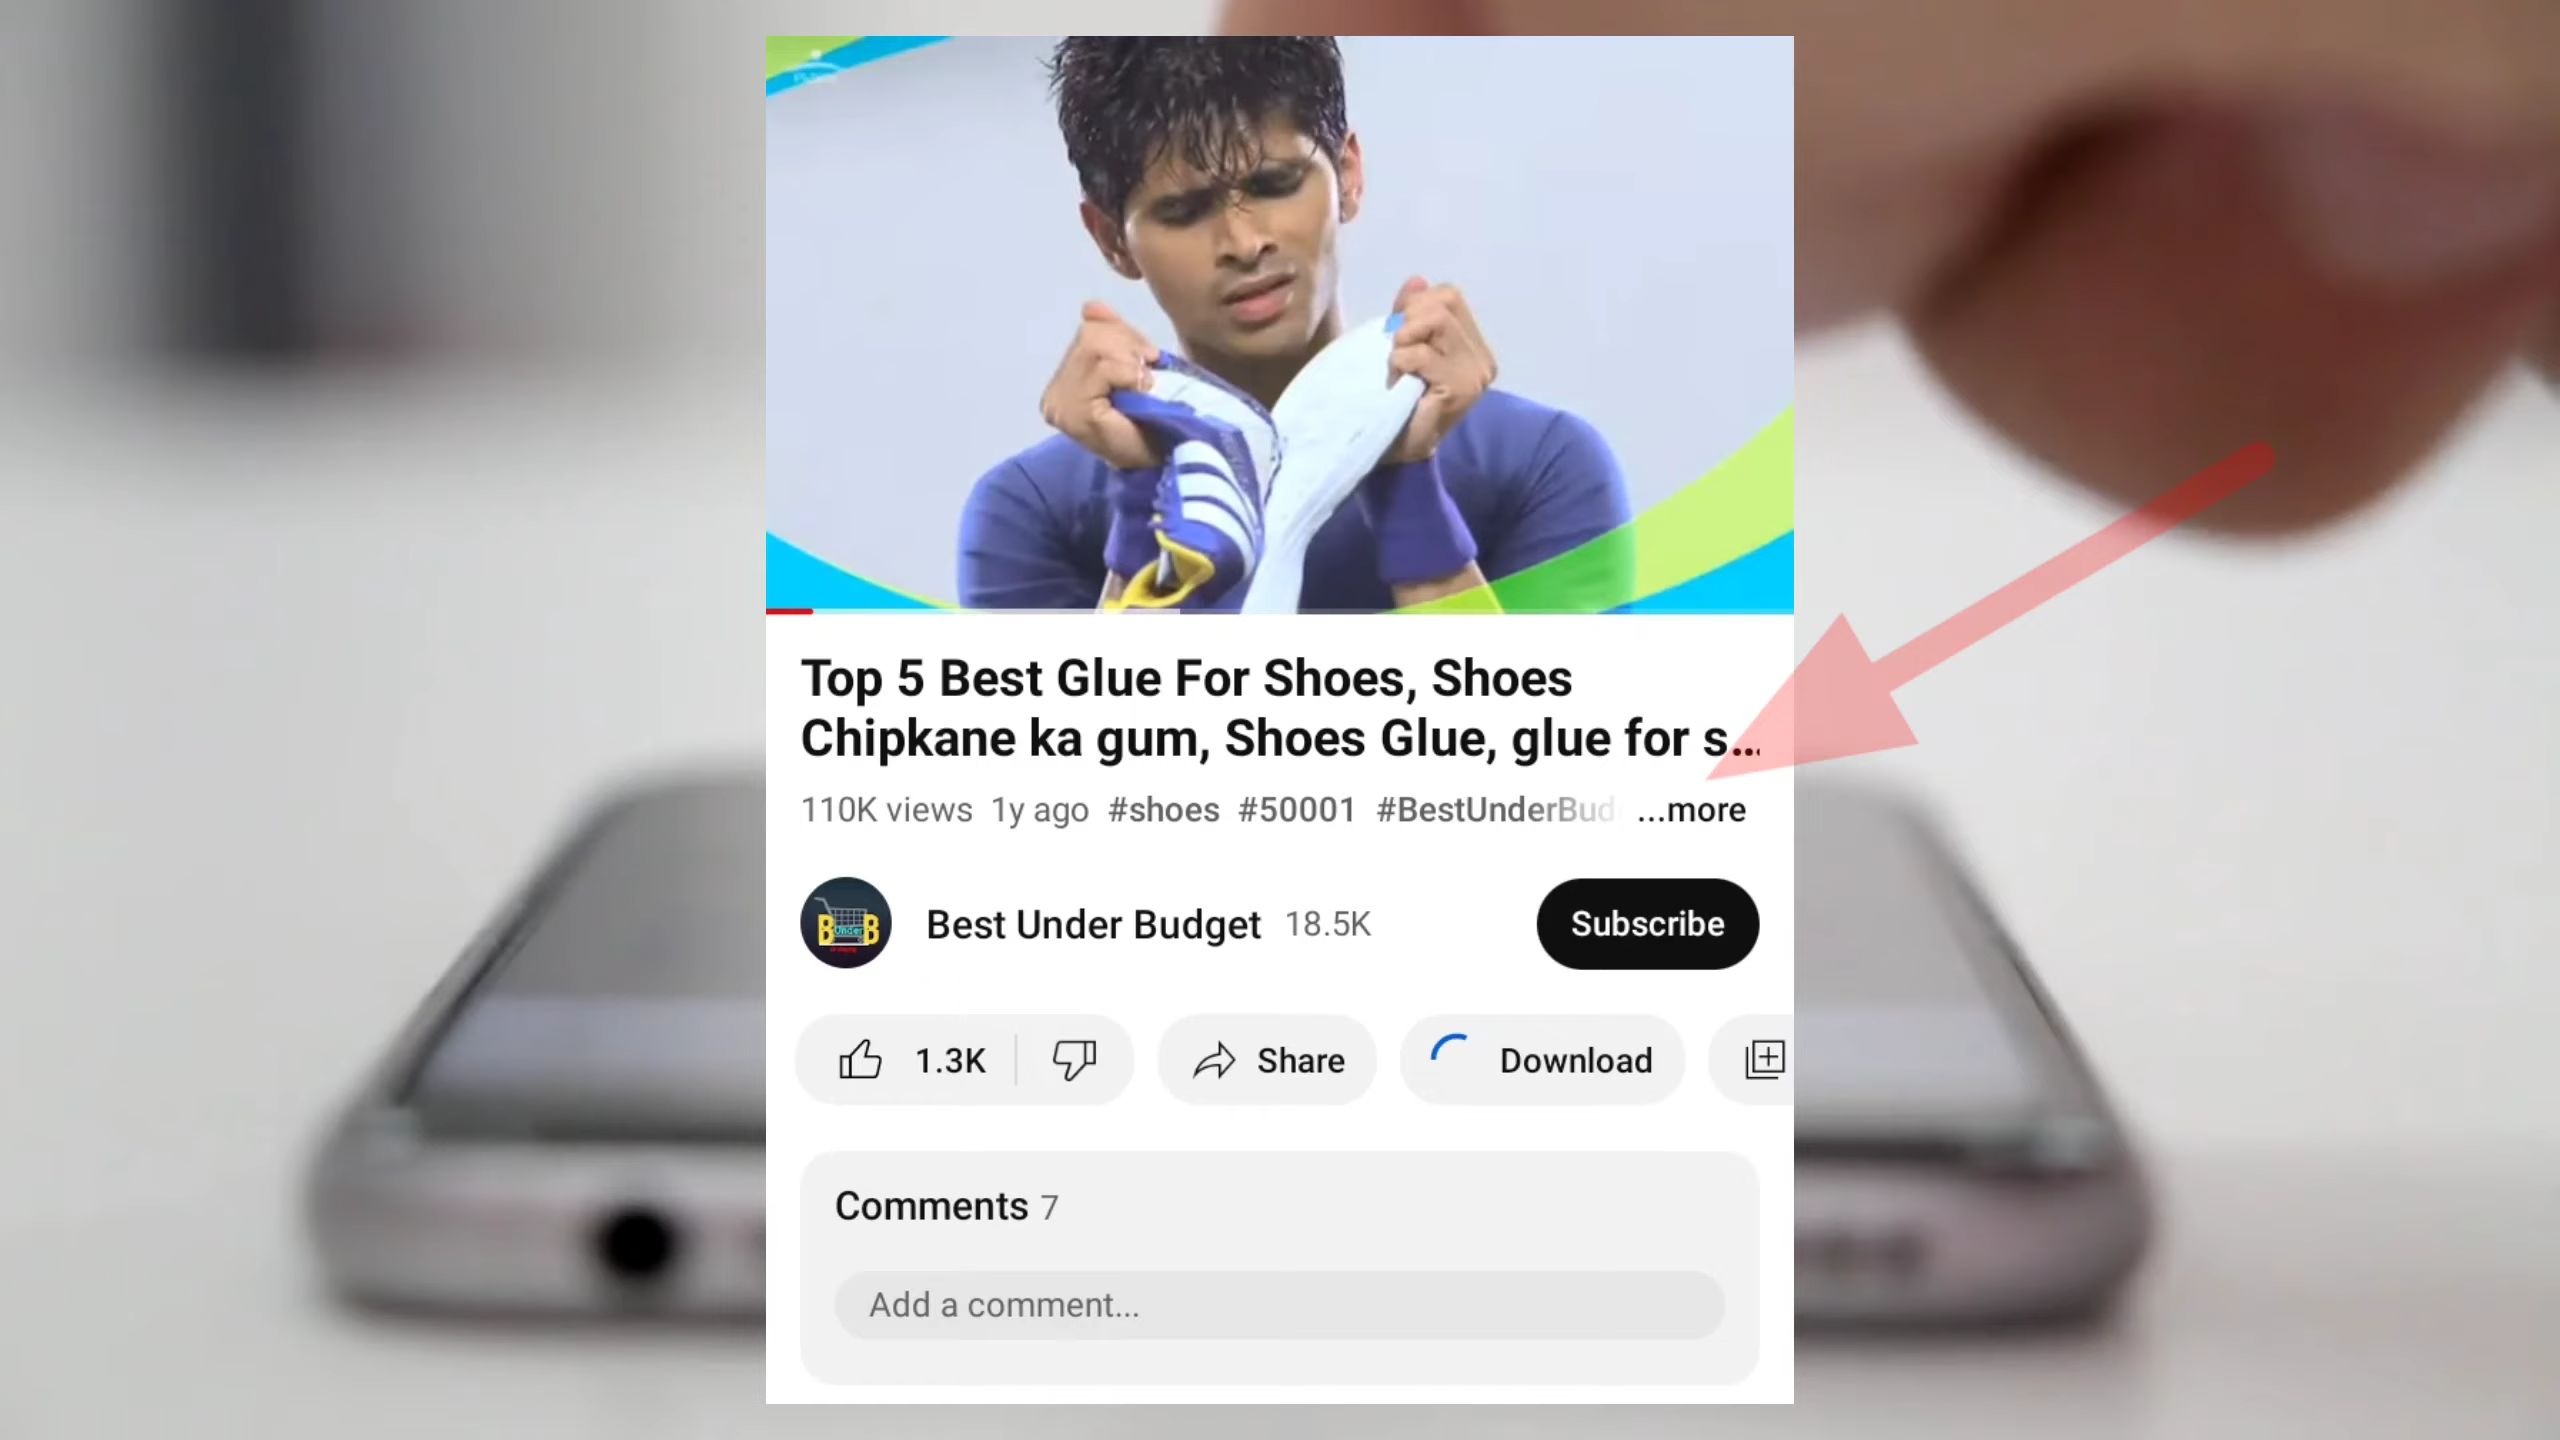 Top 5 Best Glue For Shoes, Shoes
Chipkane ka gum, Shoes Glue, glue for s...
110K views 1y ago #shoes #50001 #BestUnderBud ...more
B Under B
Best Under Budget 18.5K
Subscribe
1.3K
Share
Download
Comments 7
Add a comment...